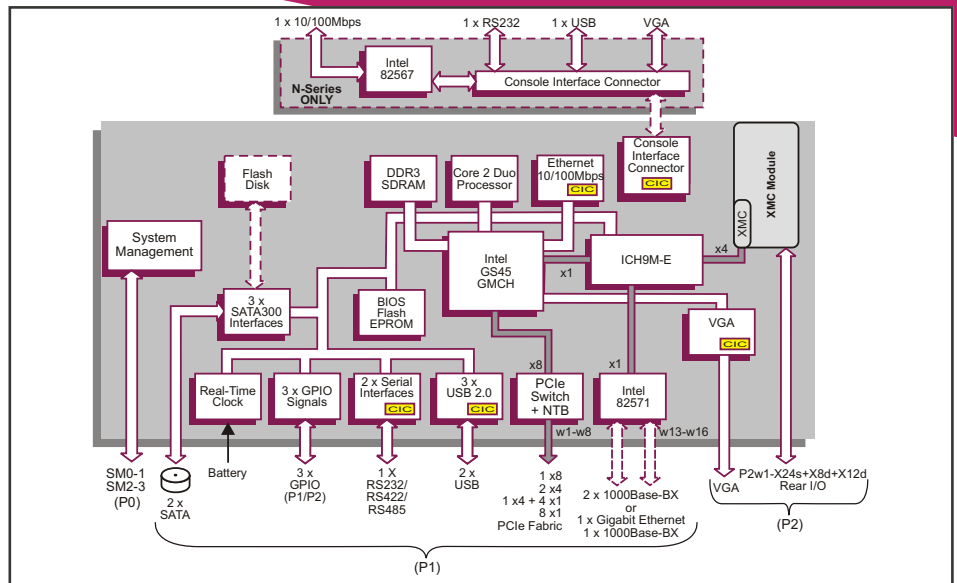 1 x 10/100Mbps
1 x RS232
1 x USB
VGA
Intel
82567
Console Interface Connector
N-Series
ONLY
Flash
Disk
DDR3
SDRAM
Core 2 Duo
Processor
Ethernet
10/100Mbps
CIC
Console
Interface
Connector
CIC
XMC Module
XMC
System
Management
Intel
GS45
GMCH
x1
ICH9M-E
x4
3 x
SATA300
Interfaces
BIOS
Flash
EPROM
VGA
CIC
x8
x1
Real-Time
Clock
3 x GPIO
Signals
2 x Serial
Interfaces
CIC
3 x
USB 2.0
CIC
PCIe
Switch
+ NTB
Intel
82571
w1-w8
w13-w16
SM0-1
SM2-3
(P0)
2 x
SATA
Battery
3 x
GPIO
(P1/P2)
1 X
RS232/
RS422/
RS485
2 x
USB
1 x8
2 x4
1 x4 + 4 x1
8 x1
PCIe Fabric
2 x 1000Base-BX
or
1 x Gigabit Ethernet
1 x 1000Base-BX
VGA
P2w1-X24s+X8d+X12d
Rear I/O
(P2)
(P1)